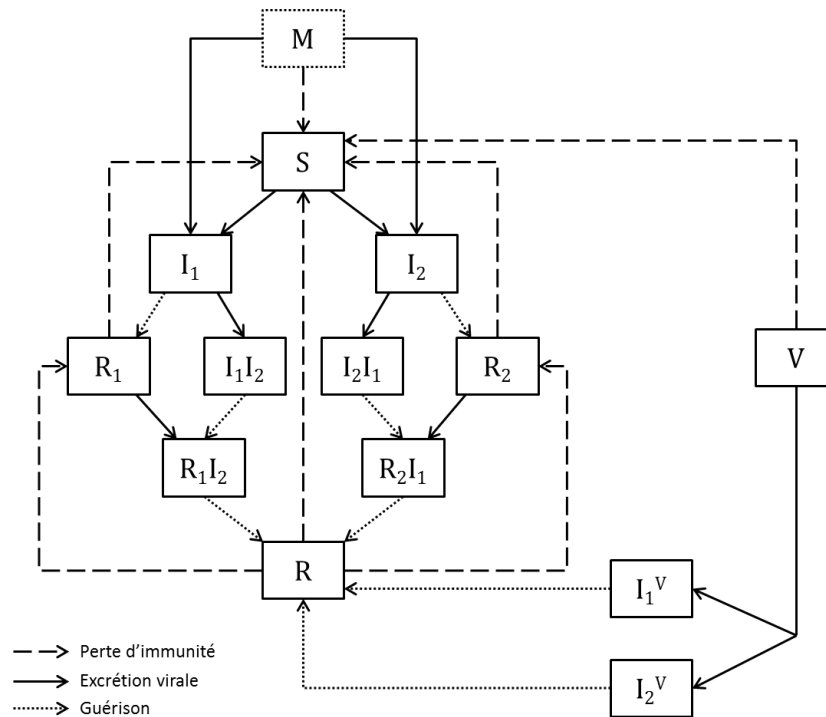 M
S
I₁ I₂
R₁ I₁I₂ I₂I₁ R₂ V
R₁I₂ R₂I₁
R I₁ⱽ
I₂ⱽ
Perte d’immunité
Excrétion virale
Guérison